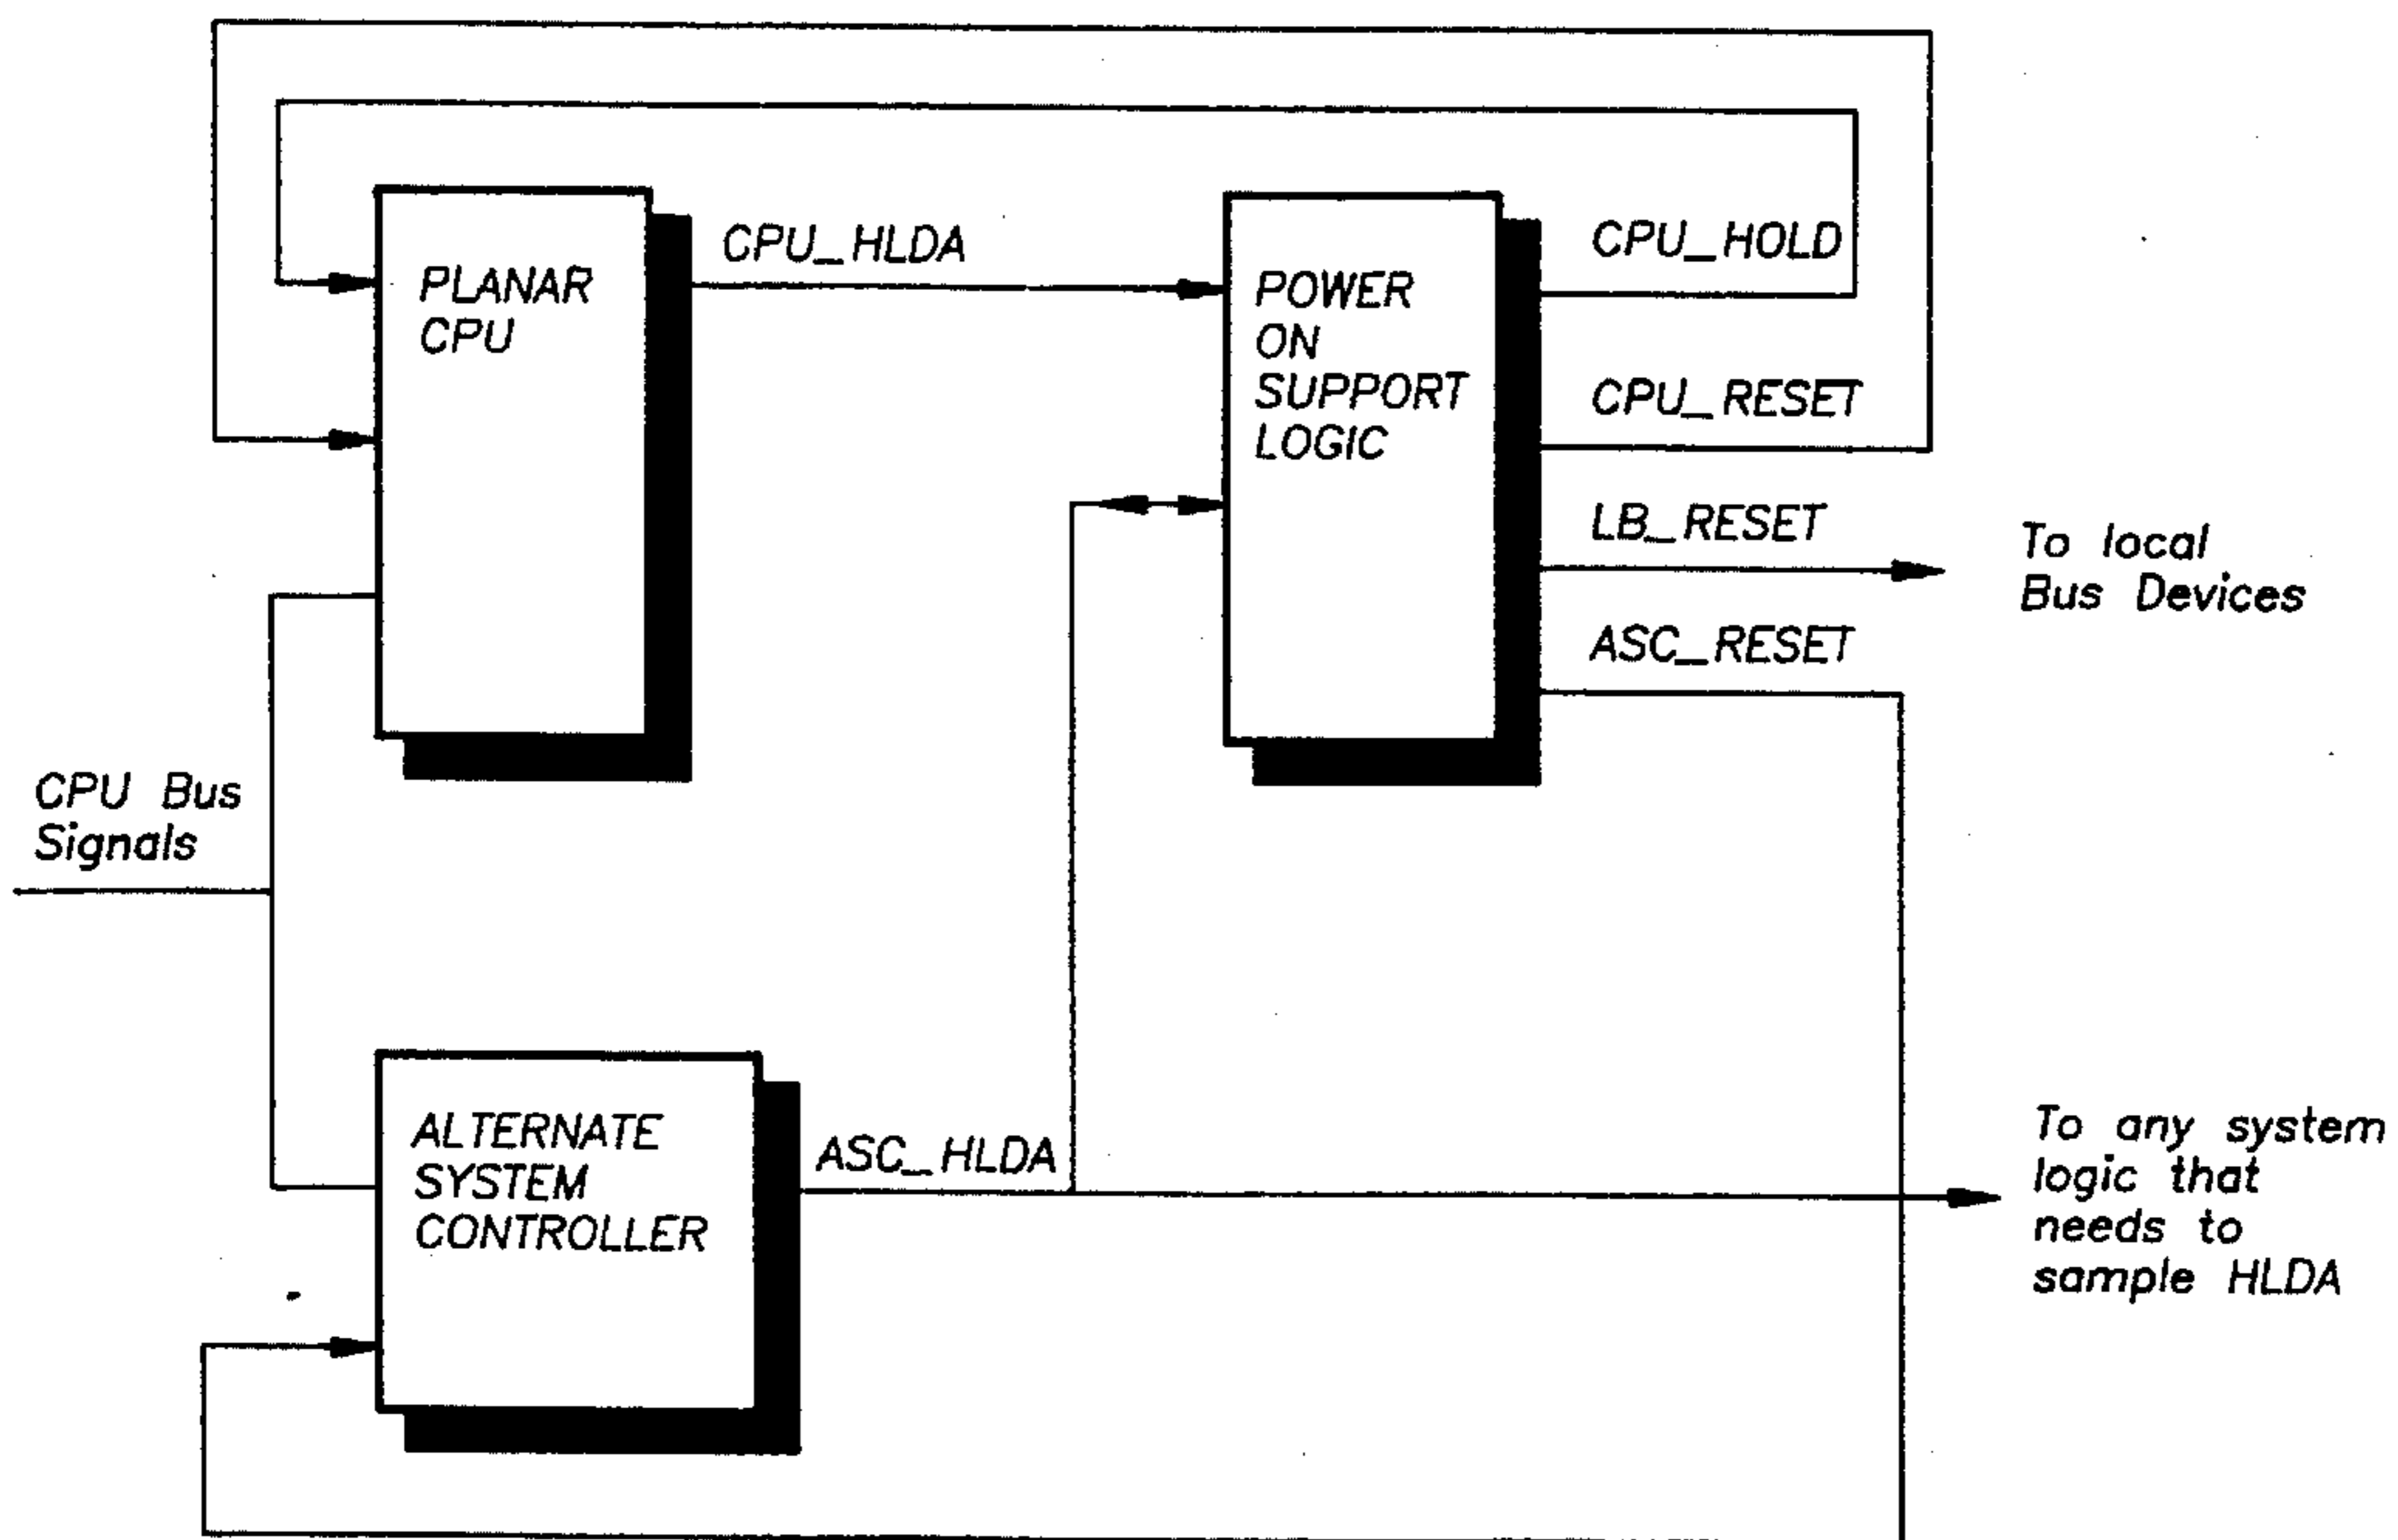 CPU_HLDA
CPU_HOLD
PLANAR
CPU
POWER
ON
SUPPORT
LOGIC
CPU_RESET
LB_RESET
To local
Bus Devices
ASC_RESET
CPU Bus
Signals
ALTERNATE
SYSTEM
CONTROLLER
ASC_HLDA
To any system
logic that
needs to
sample HLDA